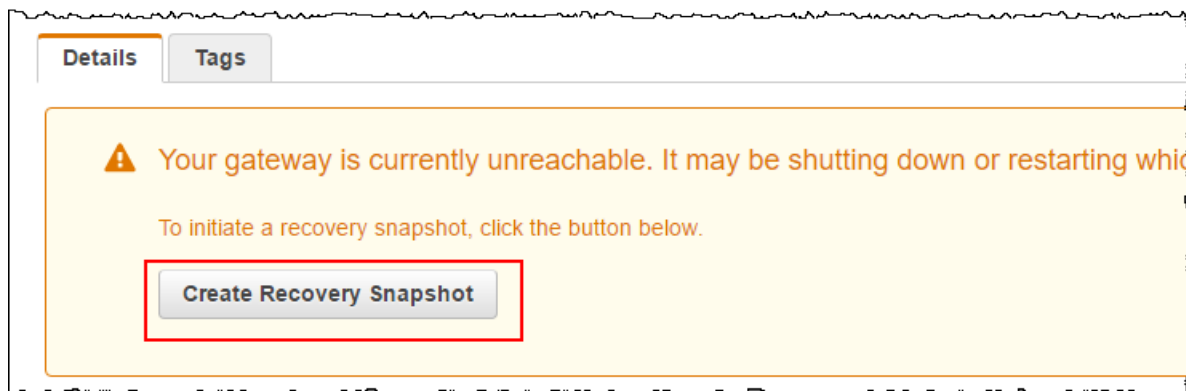 Details Tags
Your gateway is currently unreachable. It may be shutting down or restarting
To initiate a recovery snapshot, click the button below.
Create Recovery Snapshot